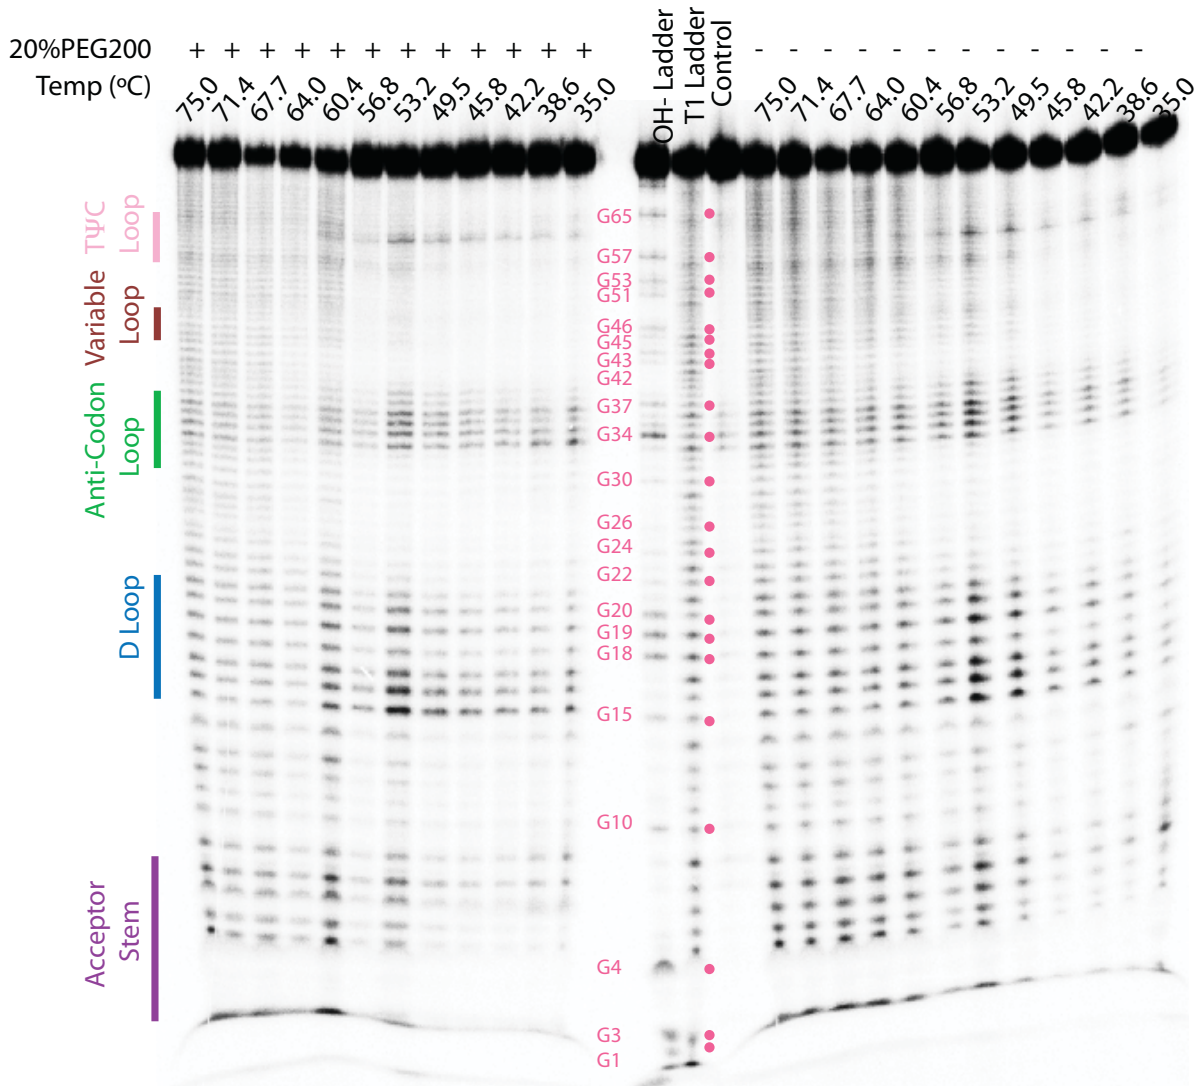 20%PEG200 + + + + + + + + + + + + OH- Ladder T1 Ladder Control - - - - - - - - - - - -
Temp (ºC) 75.0 71.4 67.7 64.0 60.4 56.8 53.2 49.5 45.8 42.2 38.6 35.0 75.0 71.4 67.7 64.0 60.4 56.8 53.2 49.5 45.8 42.2 38.6 35.0
TΨC
Loop
Variable
Loop
Anti-Codon
Loop
D Loop
Acceptor
Stem
G65
G57
G53
G51
G46
G45
G43
G42
G37
G34
G30
G26
G24
G22
G20
G19
G18
G15
G10
G4
G3
G1